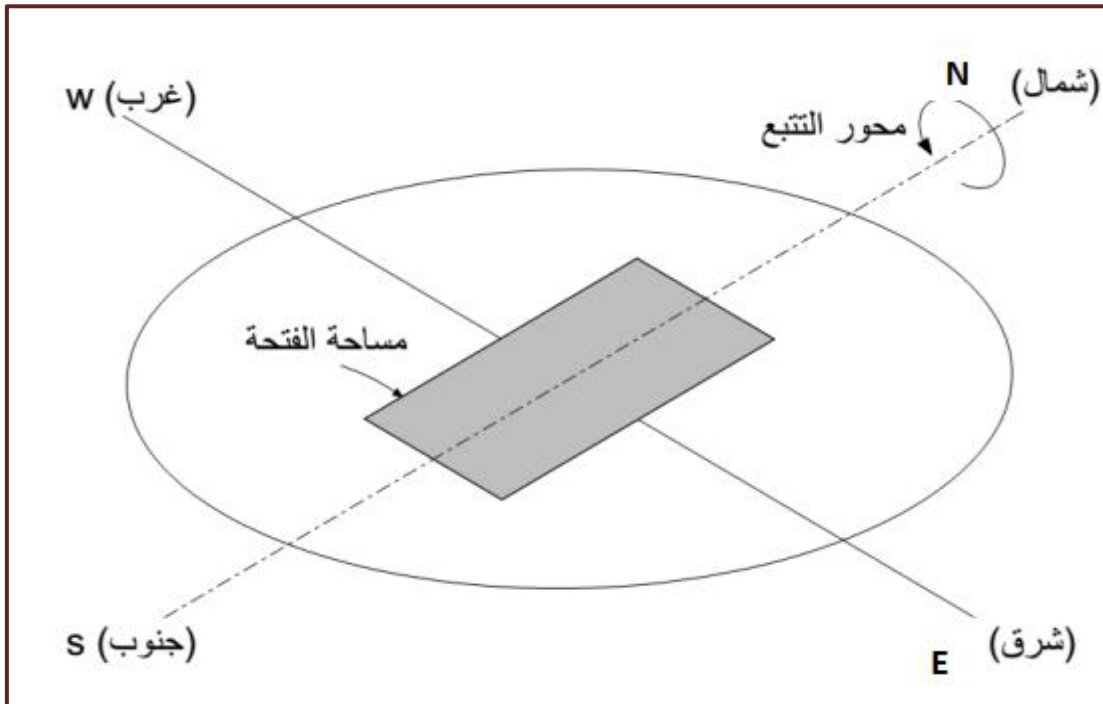 N
(شمال)
W (غرب)
محور التتبع
مساحة الفتحة
S (جنوب)
(شرق)
E